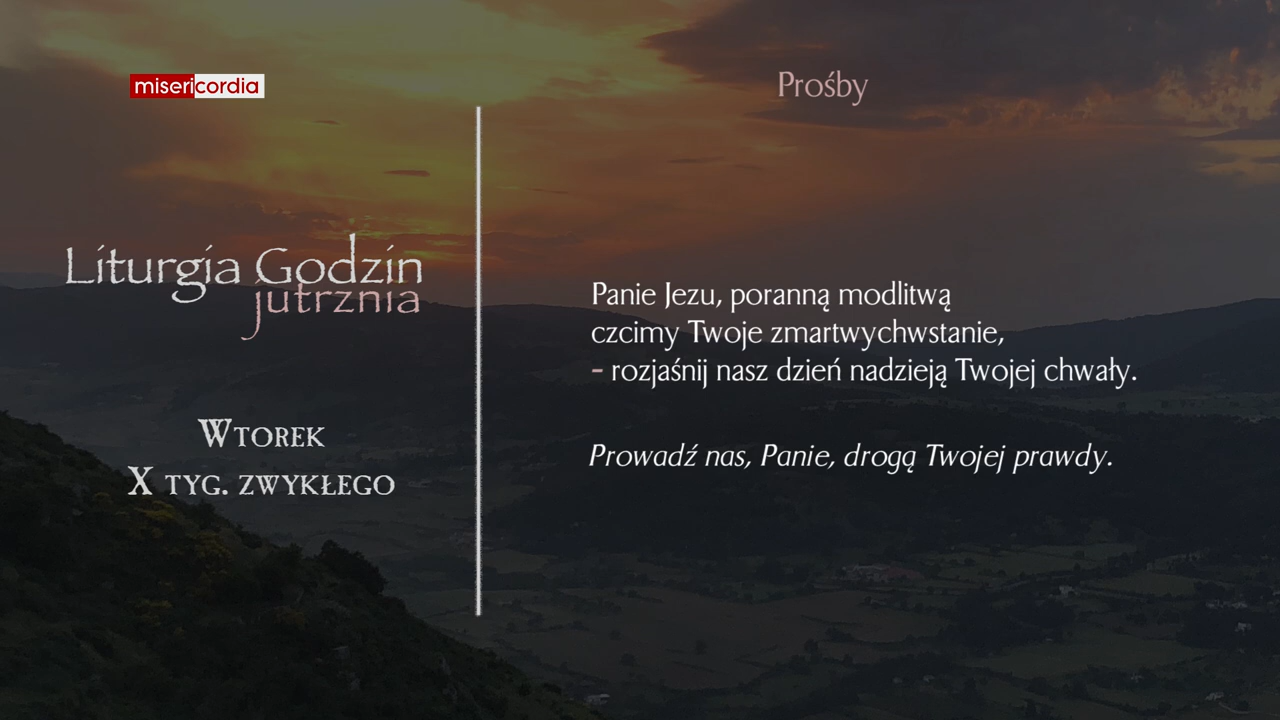 misericordia
Liturgia Godzin
jutrznia
Wtorek
X tyg. zwykłego
Prośby
Panie Jezu, poranną modlitwą
czcimy Twoje zmartwychwstanie,
- rozjaśnij nasz dzień nadzieją Twojej chwały.
Prowadź nas, Panie, drogą Twojej prawdy.